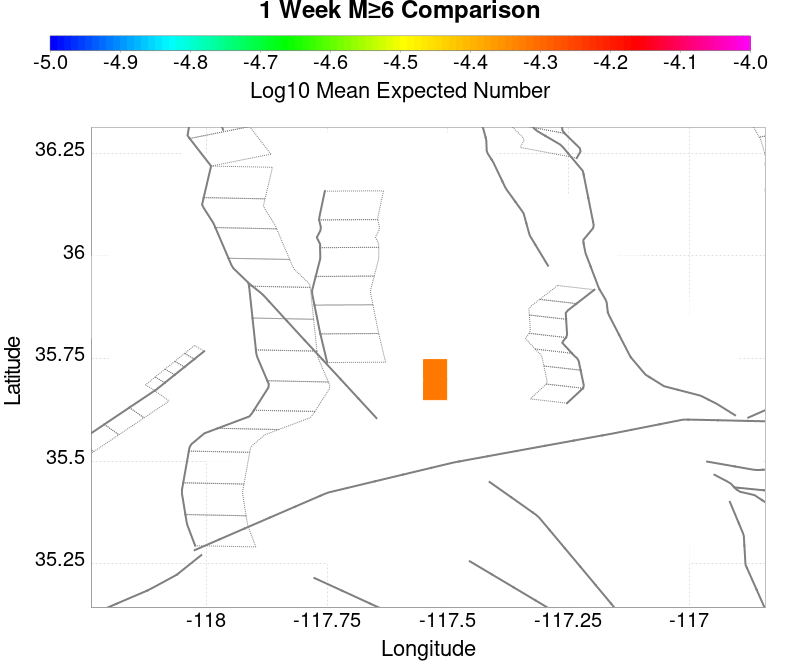 1 Week M≥6 Comparison
-5.0 -4.9 -4.8 -4.7 -4.6 -4.5 -4.4 -4.3 -4.2 -4.1 -4.0
Log10 Mean Expected Number
36.25
36
35.75
35.5
35.25
Latitude
-118 -117.75 -117.5 -117.25 -117
Longitude